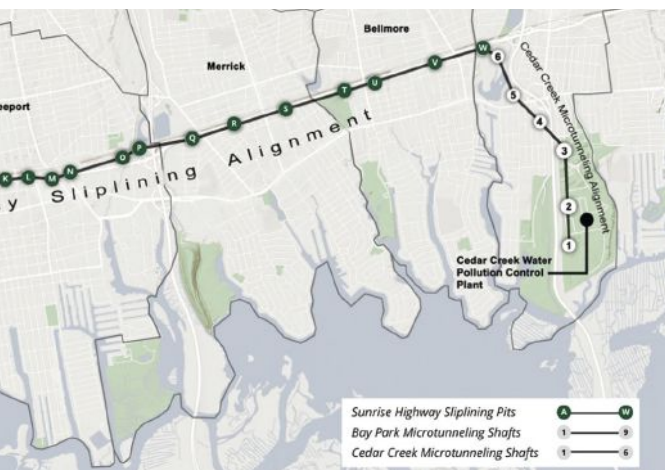 Bellmore
Merrick
eeport
W
V
U
T
S
R
Q
P
O
N
M
L
K
6
5
4
3
2
1
y Sliplining Alignment
Cedar Creek Microtunneling Alignment
Cedar Creek Water
Pollution Control
Plant
Sunrise Highway Sliplining Pits A W
Bay Park Microtunneling Shafts 1 9
Cedar Creek Microtunneling Shafts 1 6